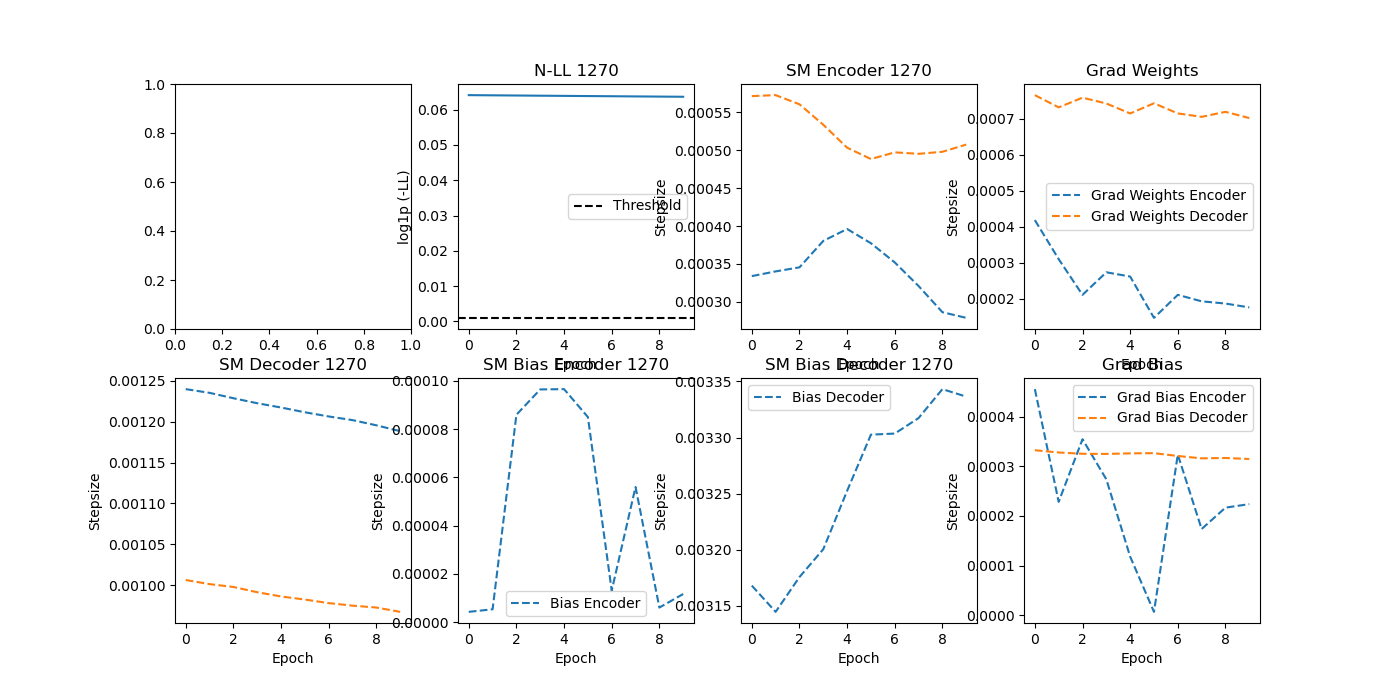 N-LL 1270
SM Encoder 1270
Grad Weights
1.0
0.8
0.6
0.4
0.2
0.0
0.0 0.2 0.4 0.6 0.8 1.0
log1p (-LL)
0.06
0.05
0.04
0.03
0.02
0.01
0.00
Threshold
0 2 4 6 8
Epoch
Stepsize
0.00055
0.00050
0.00045
0.00040
0.00035
0.00030
0 2 4 6 8
Epoch
Stepsize
0.0007
0.0006
0.0005
0.0004
0.0003
0.0002
Grad Weights Encoder
Grad Weights Decoder
0 2 4 6 8
Epoch
SM Decoder 1270
SM Bias Encoder 1270
SM Bias Decoder 1270
Grad Bias
Stepsize
0.00125
0.00120
0.00115
0.00110
0.00105
0.00100
0 2 4 6 8
Epoch
Stepsize
0.00010
0.00008
0.00006
0.00004
0.00002
0.00000
Bias Encoder
0 2 4 6 8
Epoch
Stepsize
0.00335
0.00330
0.00325
0.00320
0.00315
Bias Decoder
0 2 4 6 8
Epoch
Stepsize
0.0004
0.0003
0.0002
0.0001
0.0000
Grad Bias Encoder
Grad Bias Decoder
0 2 4 6 8
Epoch